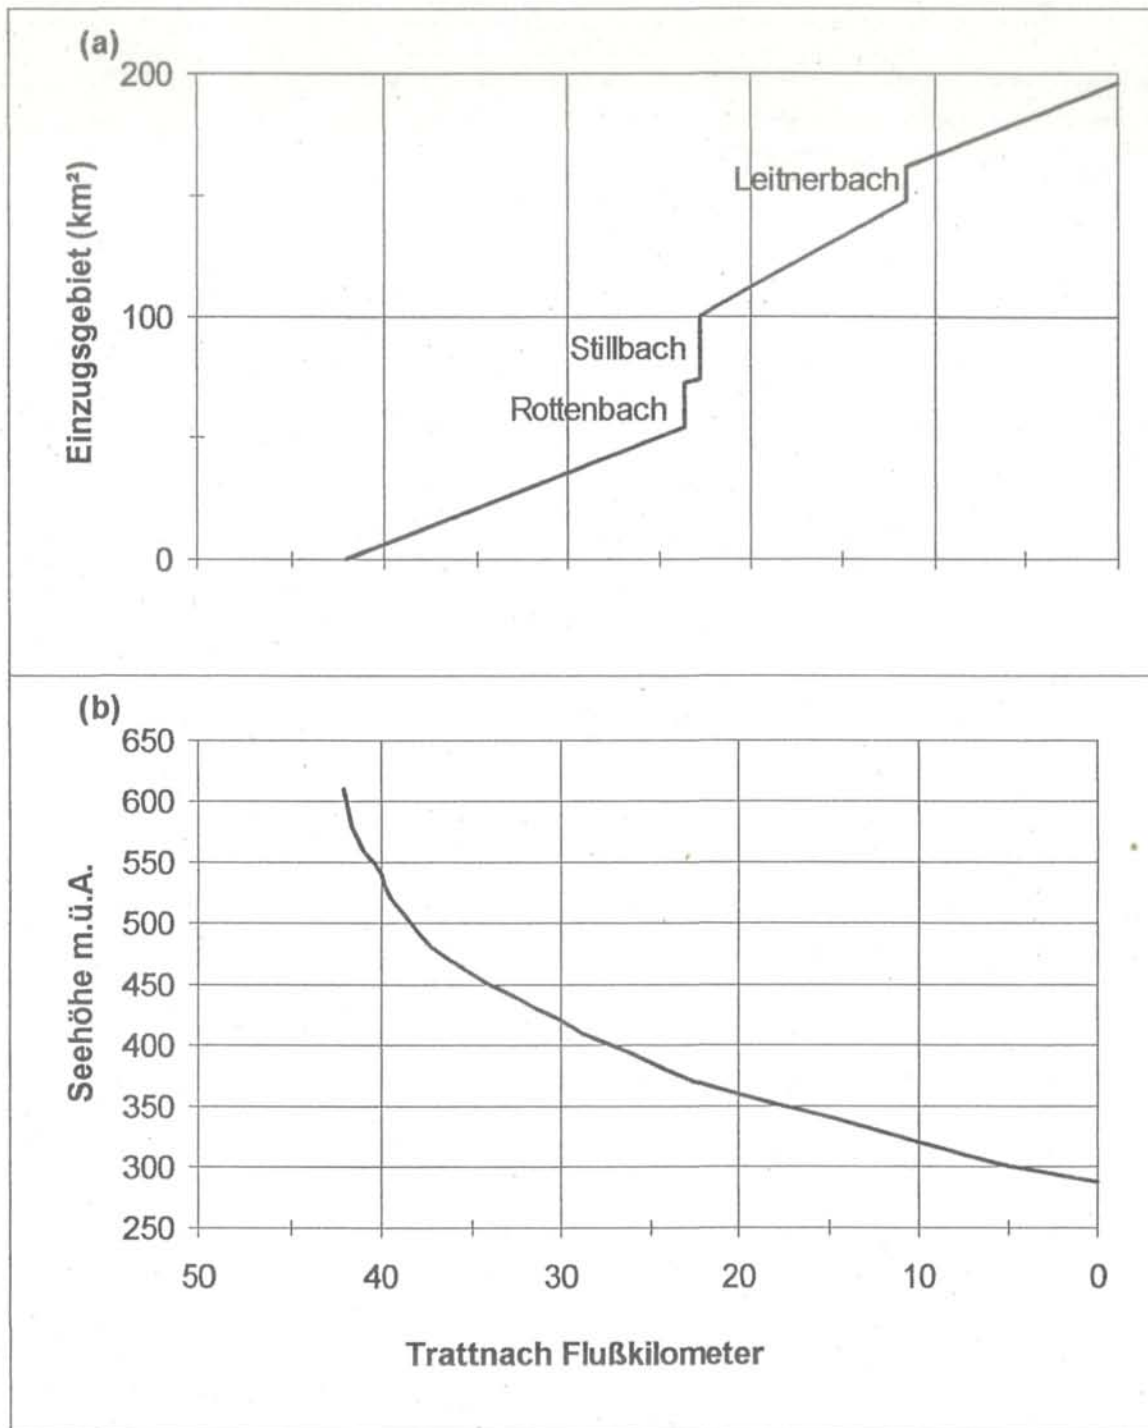 (a)
200
Leitnerbach
Einzugsgebiet (km²)
100
Stillbach
Rottenbach
0
(b)
650
600
550
500
Seehöhe m.ü.A.
450
400
350
300
250
50 40 30 20 10 0
Trattnach Flußkilometer